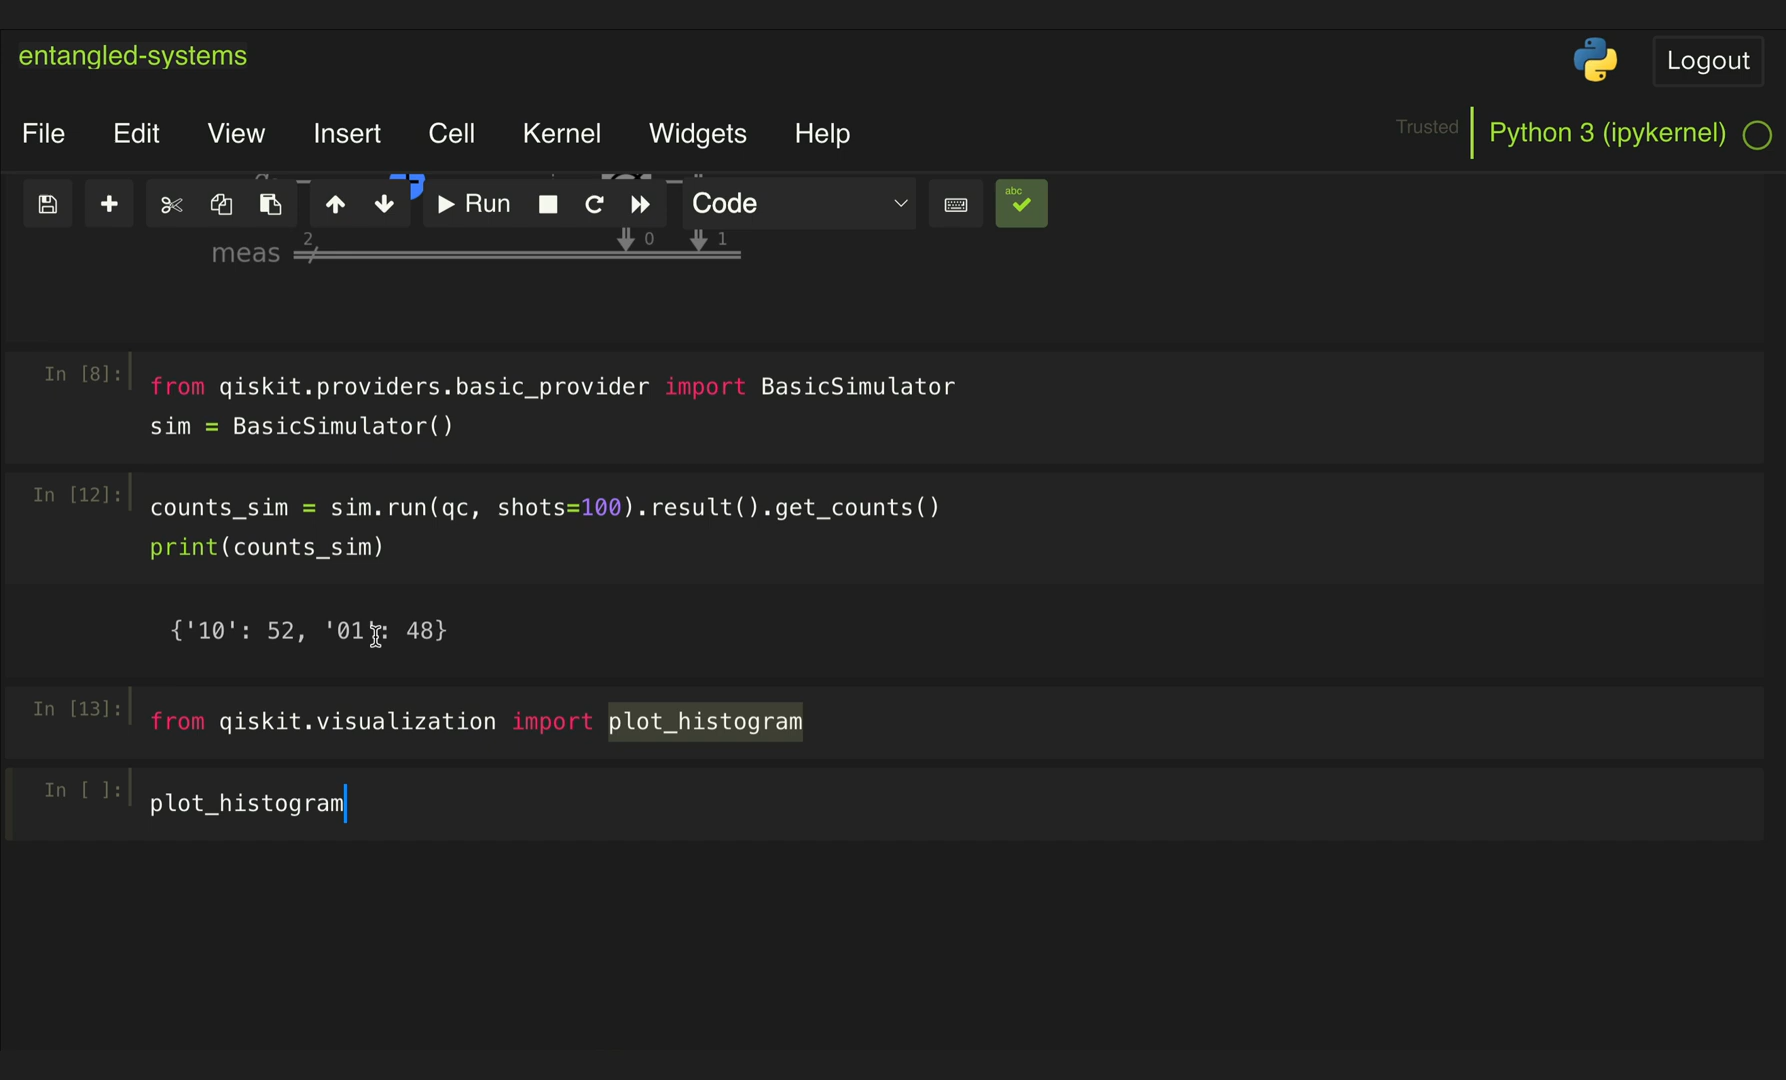 entangled-systems
Logout
File Edit View Insert Cell Kernel Widgets Help
Trusted
Python 3 (ipykernel)
Run
Code
abc
meas 2 0 1
In [8]:
from qiskit.providers.basic_provider import BasicSimulator
sim = BasicSimulator()
In [12]:
counts_sim = sim.run(qc, shots=100).result().get_counts()
print(counts_sim)
{'10': 52, '01': 48}
In [13]:
from qiskit.visualization import plot_histogram
In [ ]:
plot_histogram